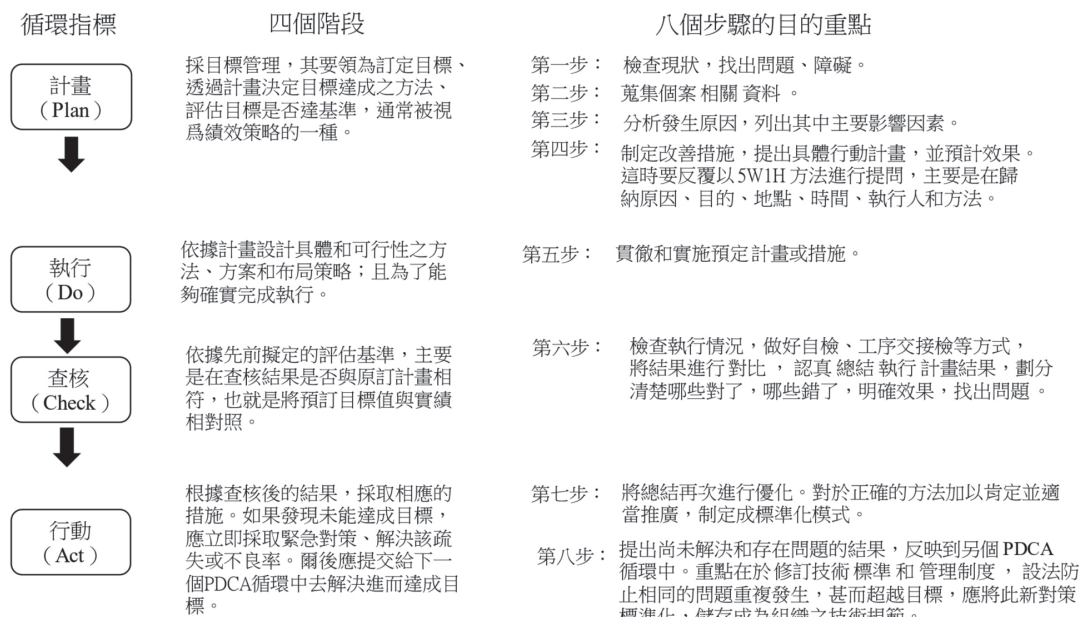 循環指標
四個階段
八個步驟的目的重點
計畫
（Plan）
採目標管理，其要領為訂定目標、
透過計畫決定目標達成之方法、
評估目標是否達基準，通常被視
爲績效策略的一種。
第一步： 檢查現狀，找出問題、障礙。
第二步： 蒐集個案 相關 資料 。
第三步： 分析發生原因，列出其中主要影響因素。
第四步： 制定改善措施，提出具體行動計畫，並預計效果。
這時要反覆以 5W1H 方法進行提問，主要是在歸
納原因、目的、地點、時間、執行人和方法。
執行
（Do）
依據計畫設計具體和可行性之方
法、方案和布局策略；且為了能
夠確實完成執行。
第五步： 貫徹和實施預定 計畫或措施。
查核
（Check）
依據先前擬定的評估基準，主要
是在查核結果是否與原訂計畫相
符，也就是將預訂目標值與實績
相對照。
第六步： 檢查執行情況，做好自檢、工序交接檢等方式，
將結果進行 對比 ， 認真 總結 執行 計畫結果，劃分
清楚哪些對了，哪些錯了，明確效果，找出問題 。
行動
（Act）
根據查核後的結果，採取相應的
措施。如果發現未能達成目標，
應立即採取緊急對策、解決該疏
失或不良率。爾後應提交給下一
個PDCA循環中去解決進而達成目
標。
第七步： 將總結再次進行優化。對於正確的方法加以肯定並適
當推廣，制定成標準化模式。
第八步： 提出尚未解決和存在問題的結果，反映到另個 PDCA
循環中。重點在於 修訂技術 標準 和 管理制度 ， 設法防
止相同的問題重複發生，甚而超越目標，應將此新對策
標準化，儲存成為組織之技術規範。